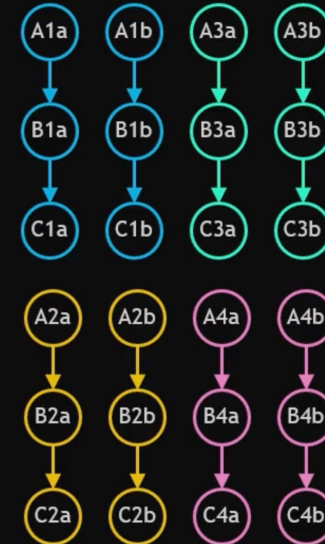 A1a A1b A3a A3b
B1a B1b B3a B3b
C1a C1b C3a C3b
A2a A2b A4a A4b
B2a B2b B4a B4b
C2a C2b C4a C4b